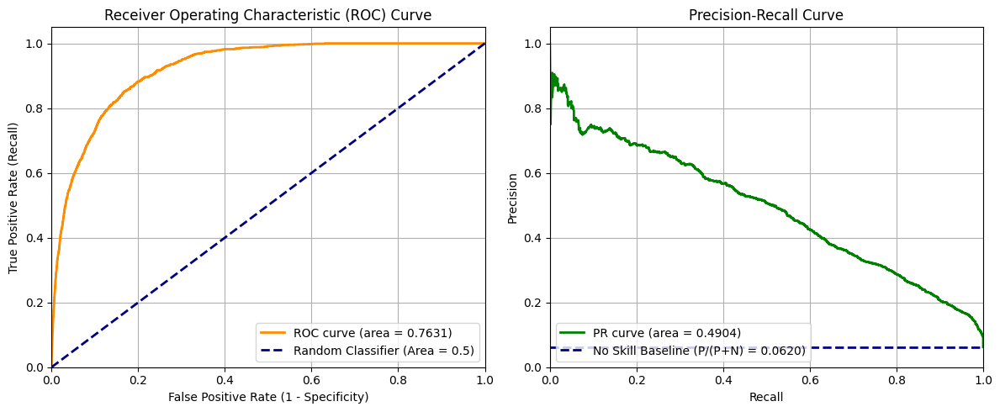 Receiver Operating Characteristic (ROC) Curve
1.0
0.8
0.6
0.4
0.2
0.0
True Positive Rate (Recall)
ROC curve (area = 0.7631)
Random Classifier (Area = 0.5)
0.0 0.2 0.4 0.6 0.8 1.0
False Positive Rate (1 - Specificity)
Precision-Recall Curve
1.0
0.8
0.6
0.4
0.2
0.0
Precision
PR curve (area = 0.4904)
No Skill Baseline (P/(P+N) = 0.0620)
0.0 0.2 0.4 0.6 0.8 1.0
Recall